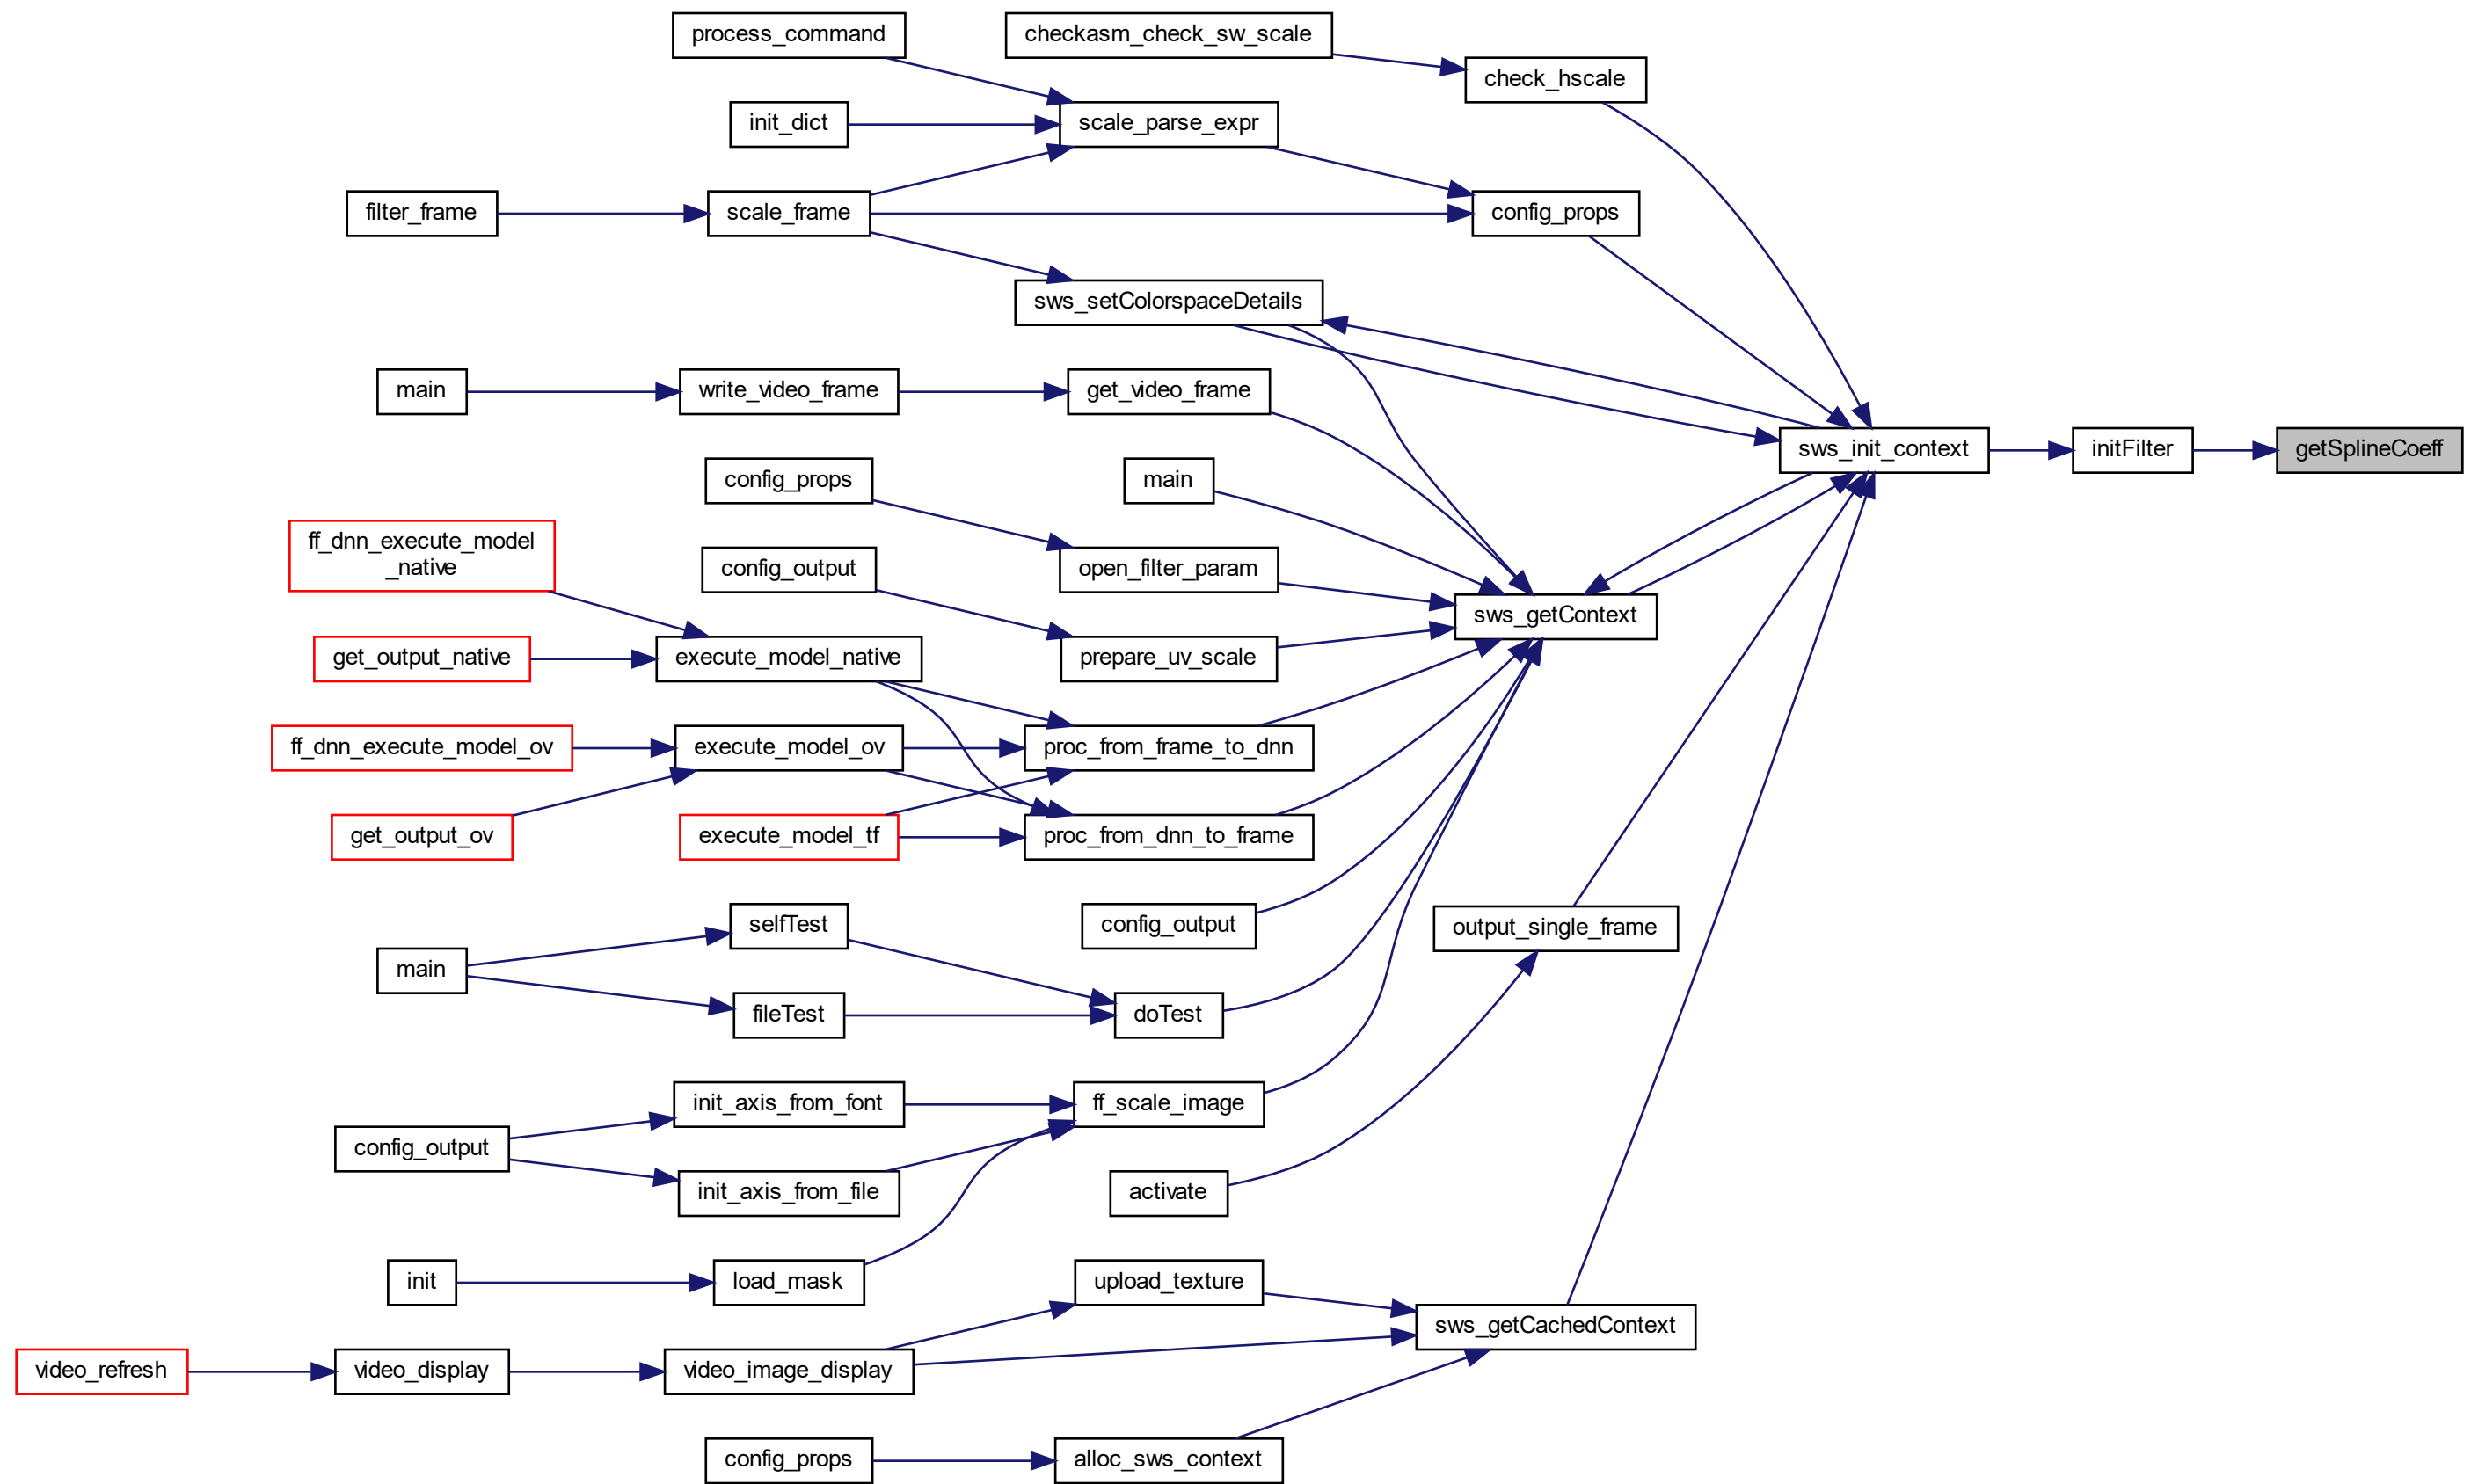 process_command
checkasm_check_sw_scale
check_hscale
init_dict
scale_parse_expr
filter_frame
scale_frame
config_props
sws_setColorspaceDetails
main
write_video_frame
get_video_frame
sws_init_context
initFilter
getSplineCoeff
config_props
main
ff_dnn_execute_model
_native
config_output
open_filter_param
sws_getContext
get_output_native
execute_model_native
prepare_uv_scale
ff_dnn_execute_model_ov
execute_model_ov
proc_from_frame_to_dnn
get_output_ov
execute_model_tf
proc_from_dnn_to_frame
selfTest
config_output
output_single_frame
main
fileTest
doTest
init_axis_from_font
ff_scale_image
config_output
init_axis_from_file
activate
init
load_mask
upload_texture
sws_getCachedContext
video_refresh
video_display
video_image_display
config_props
alloc_sws_context